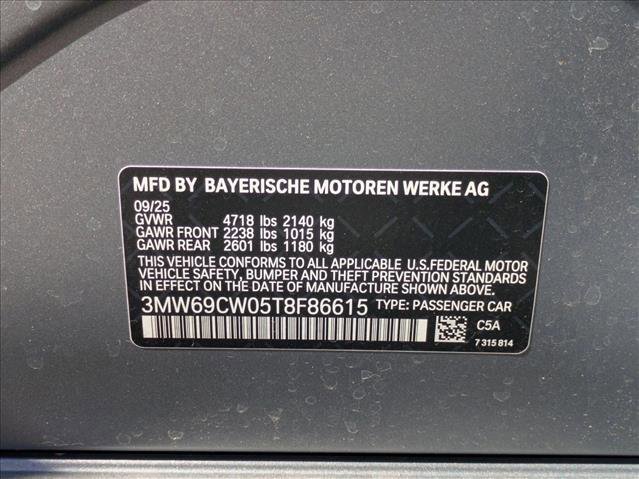 MFD BY BAYERISCHE MOTOREN WERKE AG
09/25
GVWR 4718 lbs 2140 kg
GAWR FRONT 2238 lbs 1015 kg
GAWR REAR 2601 lbs 1180 kg
THIS VEHICLE CONFORMS TO ALL APPLICABLE U.S.FEDERAL MOTOR
VEHICLE SAFETY, BUMPER AND THEFT PREVENTION STANDARDS
IN EFFECT ON THE DATE OF MANUFACTURE SHOWN ABOVE.
3MW69CW05T8F86615 TYPE: PASSENGER CAR
C5A
7 315 814